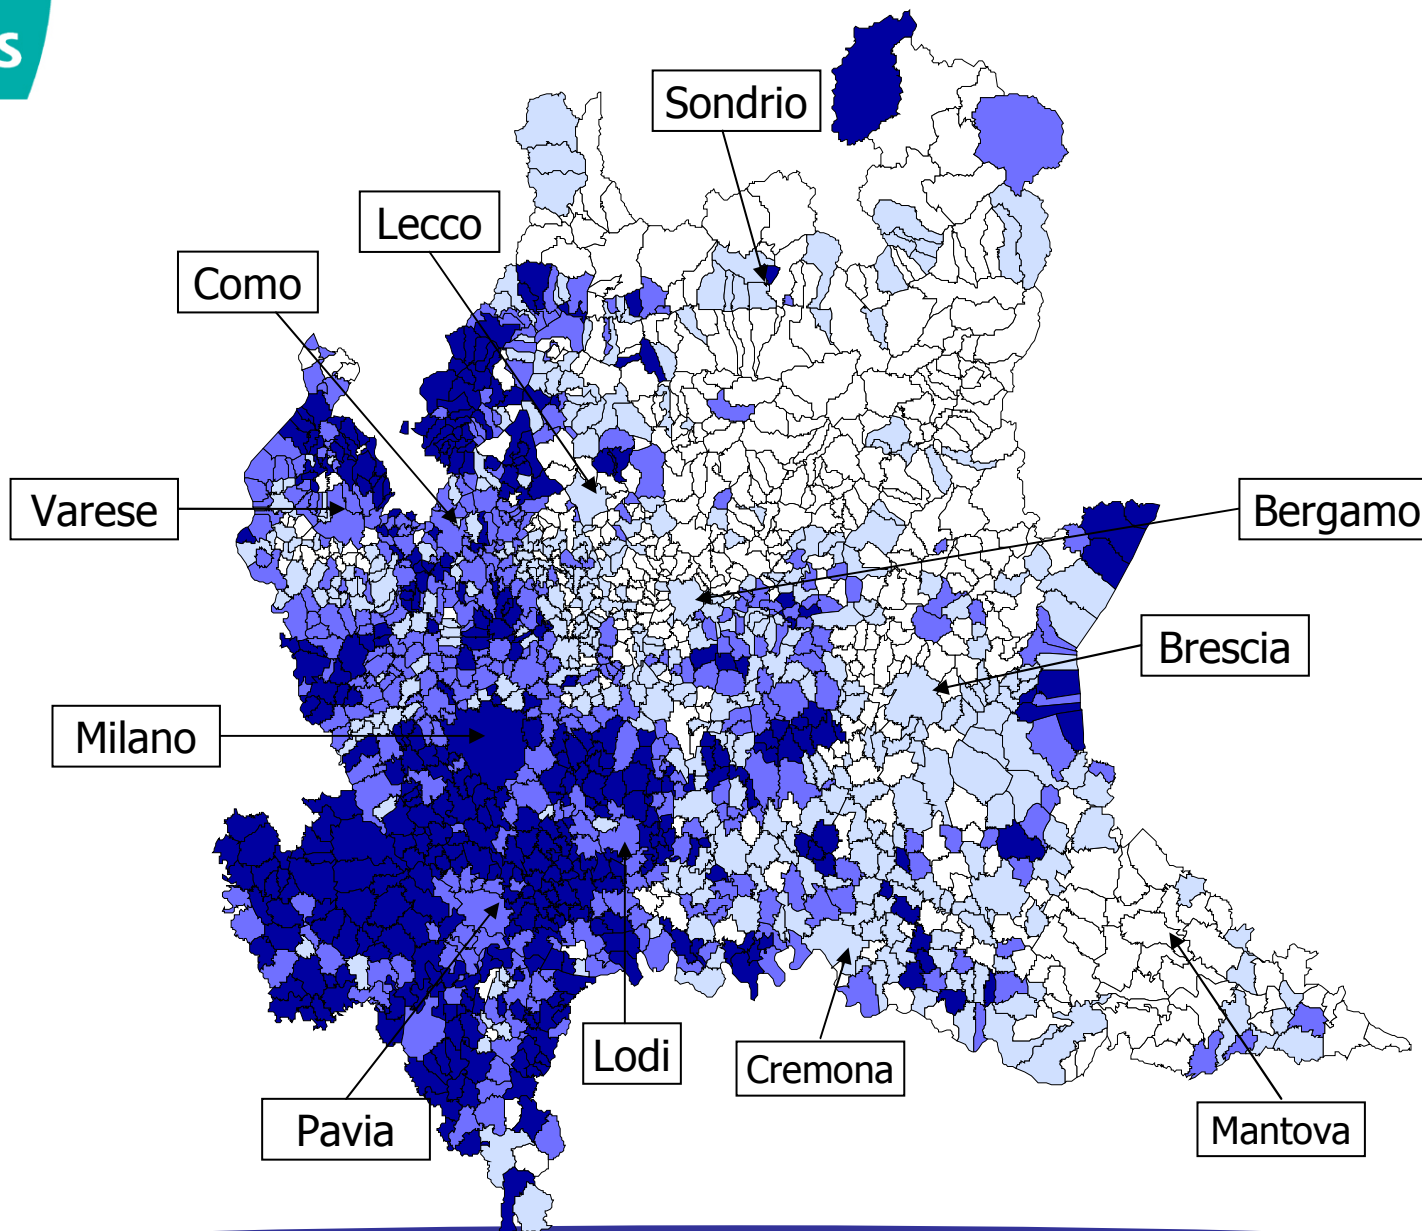 s
Sondrio
Lecco
Como
Varese
Bergamo
Brescia
Milano
Lodi
Cremona
Pavia
Mantova